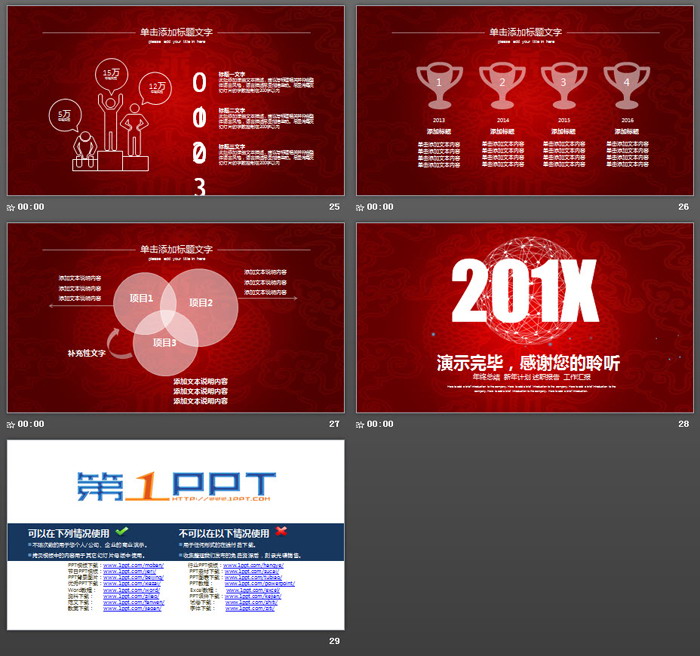 单击添加标题文字
please add your title in here
15万
12万
5万
0
标题一文字
标题二文字
0
标题三文字
3
00:00
25
单击添加标题文字
please add your title in here
1 2 3 4
2013 2014 2015 2016
添加标题 添加标题 添加标题 添加标题
单击添加文本内容 单击添加文本内容 单击添加文本内容 单击添加文本内容
单击添加文本内容 单击添加文本内容 单击添加文本内容 单击添加文本内容
单击添加文本内容 单击添加文本内容 单击添加文本内容 单击添加文本内容
单击添加文本内容 单击添加文本内容 单击添加文本内容 单击添加文本内容
00:00
26
单击添加标题文字
please add your title in here
添加文本说明内容
添加文本说明内容
添加文本说明内容
项目1
项目2
项目3
添加文本说明内容
添加文本说明内容
添加文本说明内容
补充性文字
添加文本说明内容
添加文本说明内容
添加文本说明内容
00:00
27
201X
演示完毕，感谢您的聆听
年终总结 新年计划 述职报告 工作汇报
00:00
28
第1PPT
HTTP://WWW.1PPT.COM
可以在下列情况使用
不可以在以下情况使用
PPT模板下载： www.1ppt.com/moban/
节日PPT模板： www.1ppt.com/jieri/
PPT背景图片： www.1ppt.com/beijing/
优秀PPT下载： www.1ppt.com/xiazai/
Word教程： www.1ppt.com/word/
资料下载： www.1ppt.com/ziliao/
范文下载： www.1ppt.com/fanwen/
教案下载： www.1ppt.com/jiaoan/
行业PPT模板： www.1ppt.com/hangye/
PPT素材下载： www.1ppt.com/sucai/
PPT图表下载： www.1ppt.com/tubiao/
PPT教程： www.1ppt.com/powerpoint/
Excel教程： www.1ppt.com/excel/
PPT课件下载： www.1ppt.com/kejian/
试卷下载： www.1ppt.com/shiti/
字体下载： www.1ppt.com/ziti/
29